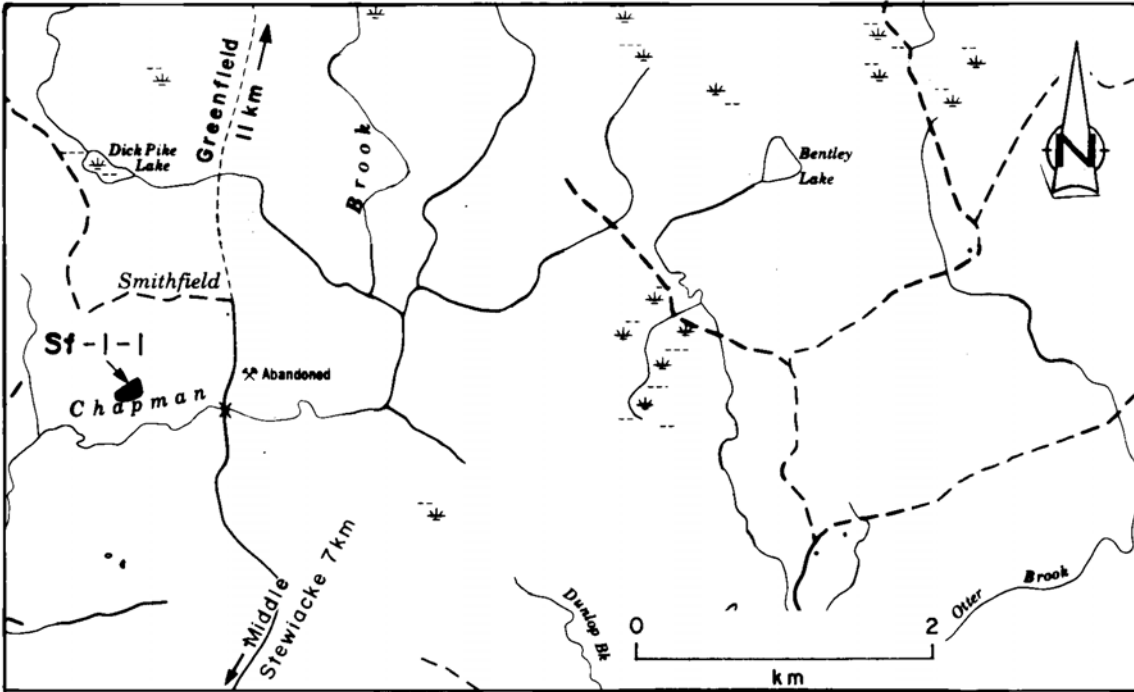 Greenfield
11 km
Brook
Dick Pike
Lake
Bentley
Lake
N
Smithfield
Sf-1-1
Abandoned
Chapman
Middle
Stewiacke 7km
Dunlop Bk
Otter Brook
0 2
km